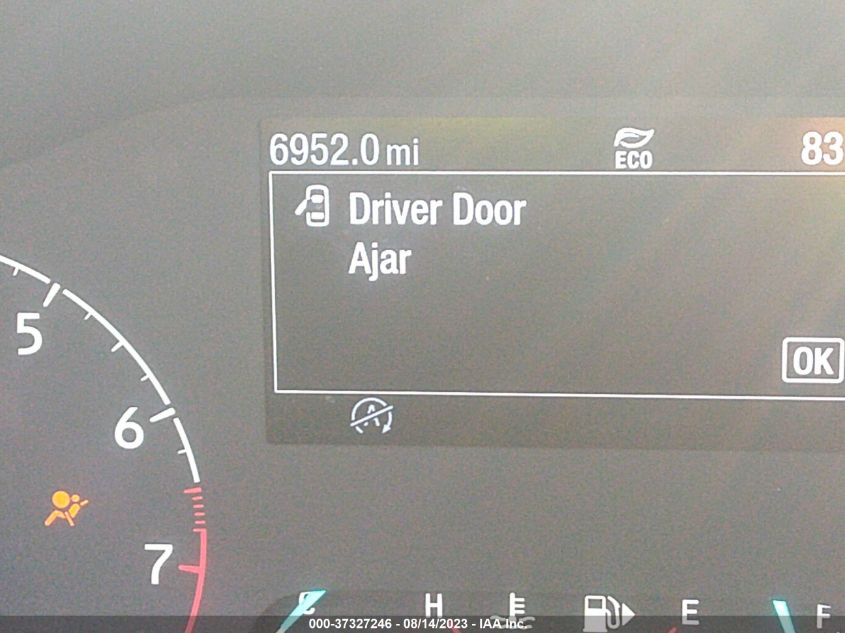 6952.0 mi
ECO
83
Driver Door
Ajar
OK
5
6
7
C
H
E
F
000-37327246 - 08/14/2023 - IAA Inc.